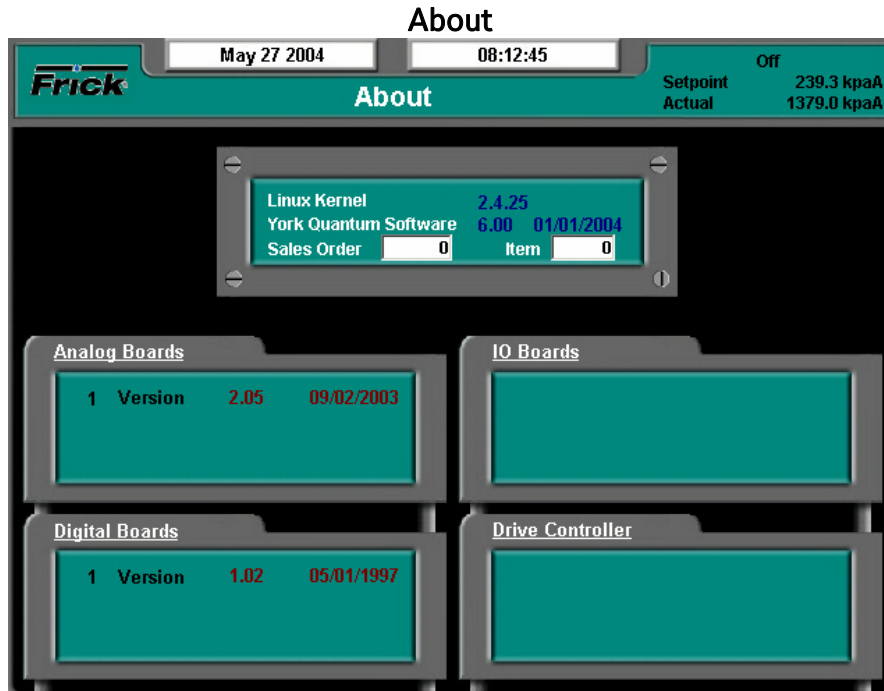 About
May 27 2004 08:12:45 Off
Frick About Setpoint 239.3 kpaA
Actual 1379.0 kpaA
Linux Kernel 2.4.25
York Quantum Software 6.00 01/01/2004
Sales Order 0 Item 0
Analog Boards
1 Version 2.05 09/02/2003
IO Boards
Digital Boards
1 Version 1.02 05/01/1997
Drive Controller